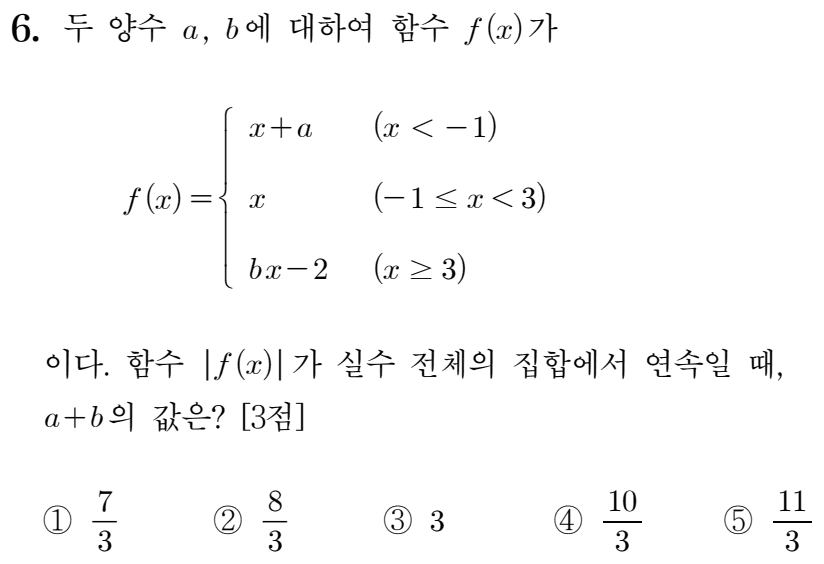 6. 두 양수 a, b에 대하여 함수 f(x)가
x+a (x < −1)
f(x)={ x (−1 ≤ x < 3)
bx−2 (x ≥ 3)
이다. 함수 |f(x)|가 실수 전체의 집합에서 연속일 때,
a+b의 값은? [3점]
① 7/3 ② 8/3 ③ 3 ④ 10/3 ⑤ 11/3